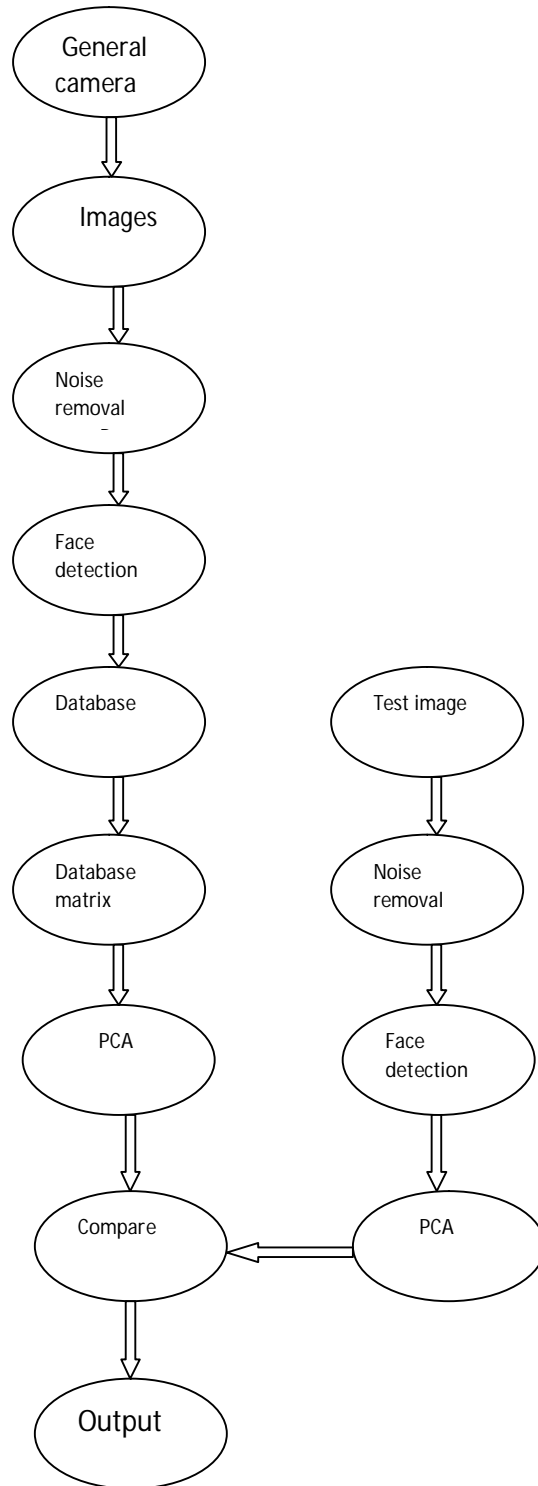 General
camera
Images
Noise
removal
Face
detection
Database
Database
matrix
PCA
Compare
Output
Test image
Noise
removal
Face
detection
PCA